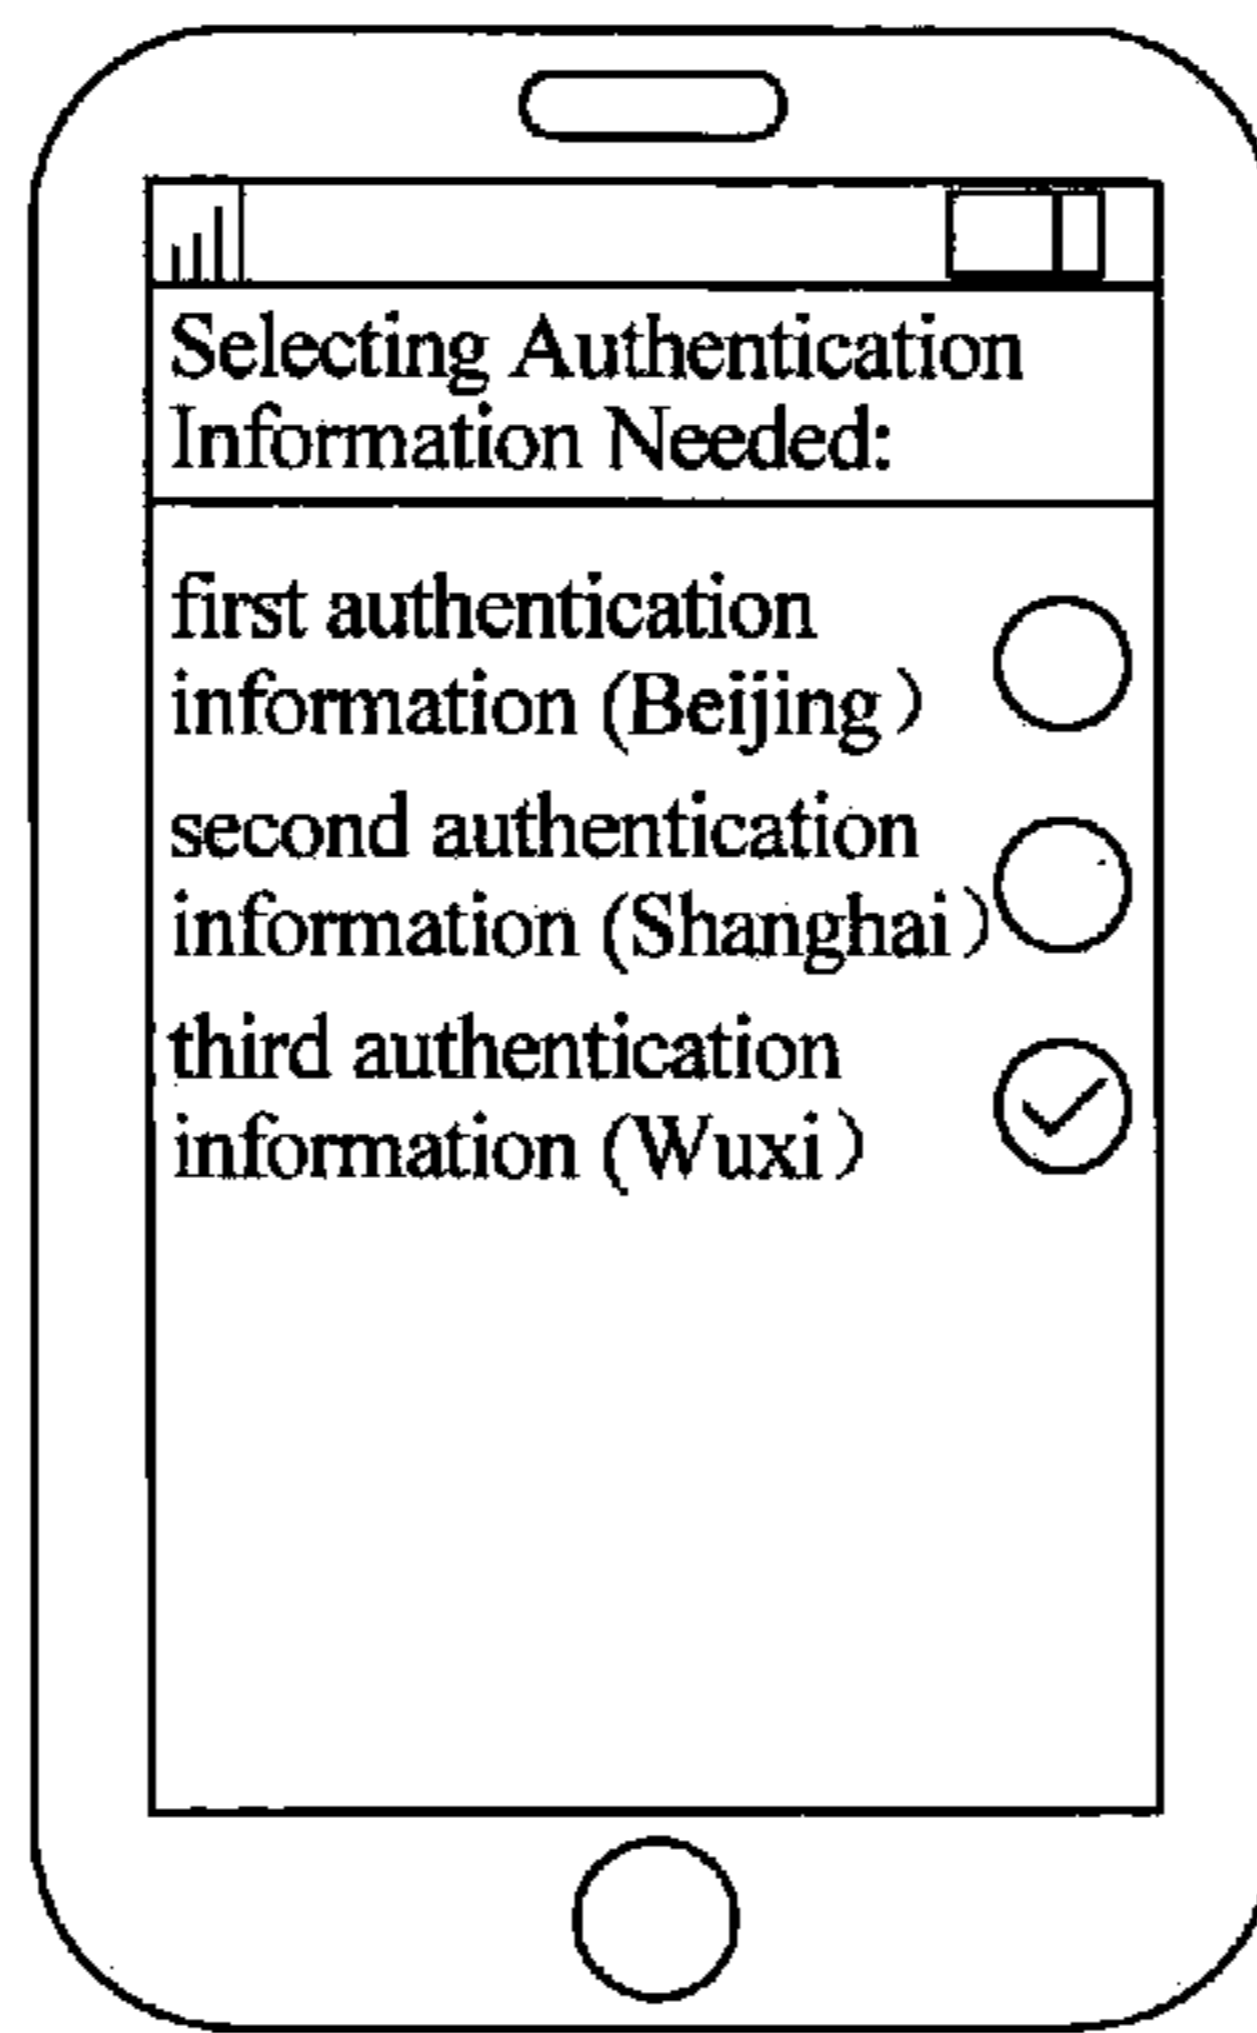 Selecting Authentication
Information Needed:
first authentication
information (Beijing）
second authentication
information (Shanghai）
third authentication
information (Wuxi）